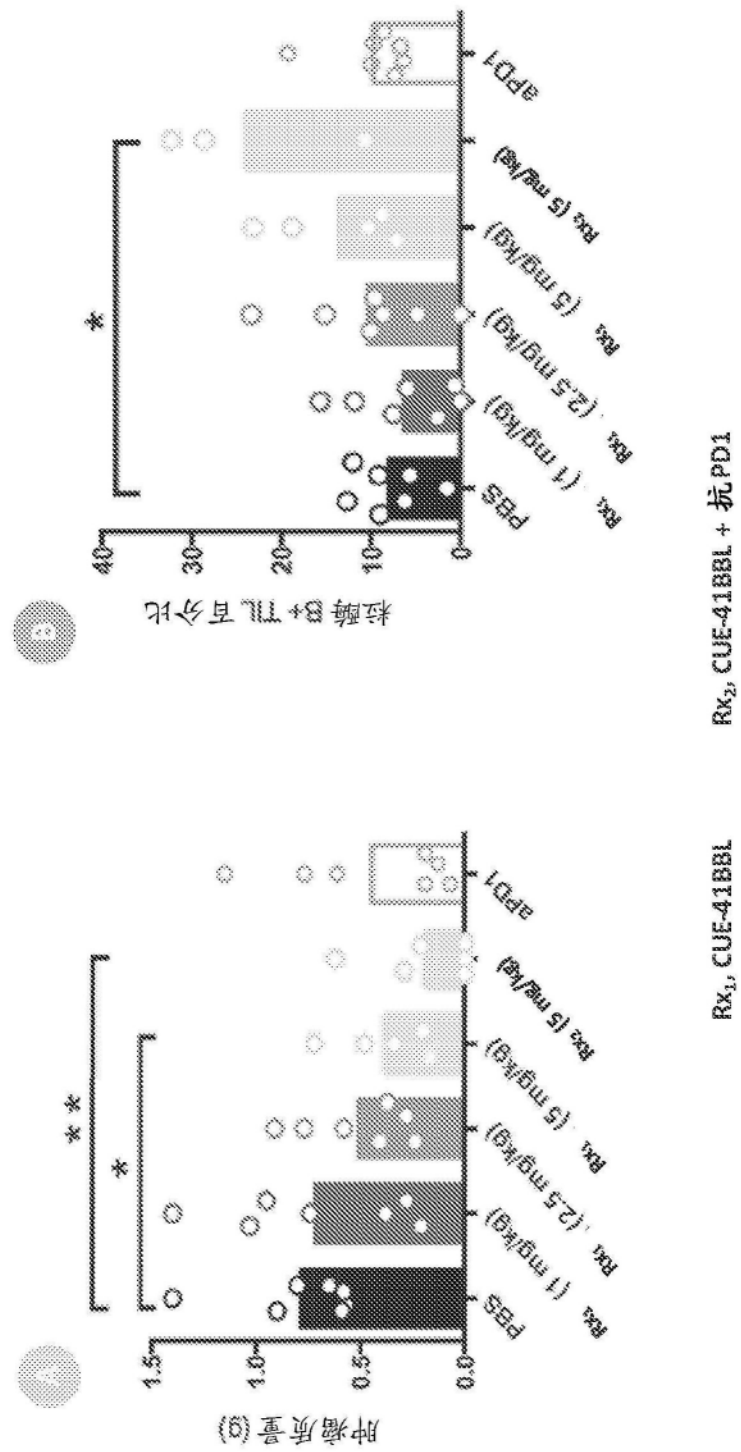 A
肿瘤质量 (g)
1.5
1.0
0.5
0.0
**
*
PBS
Rx₁ (1 mg/kg)
Rx₁ (2.5 mg/kg)
Rx₁ (5 mg/kg)
Rx₂ (5 mg/kg)
aPD1
B
粒酶 B+ TIL 百分比
40
30
20
10
0
*
PBS
Rx₁ (1 mg/kg)
Rx₁ (2.5 mg/kg)
Rx₁ (5 mg/kg)
Rx₂ (5 mg/kg)
aPD1
Rx₁, CUE-41BBL
Rx₂, CUE-41BBL + 抗 PD1